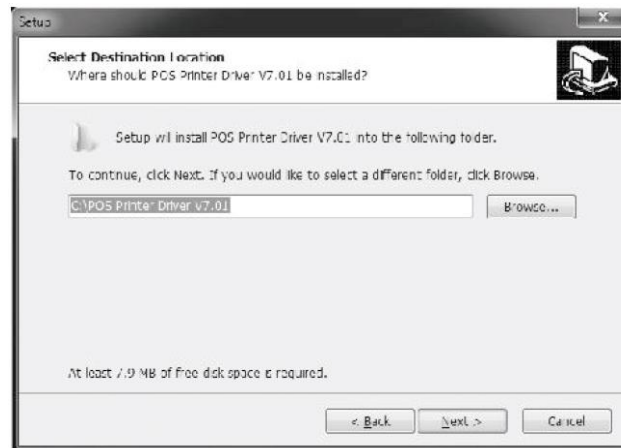 Setup
Select Destination Location
Where should POS Printer Driver V7.01 be installed?
Setup will install POS Printer Driver V7.01 into the following folder.
To continue, click Next. If you would like to select a different folder, click Browse.
C:\POS Printer Driver V7.01
Browse...
At least 7.9 MB of free disk space is required.
< Back
Next >
Cancel